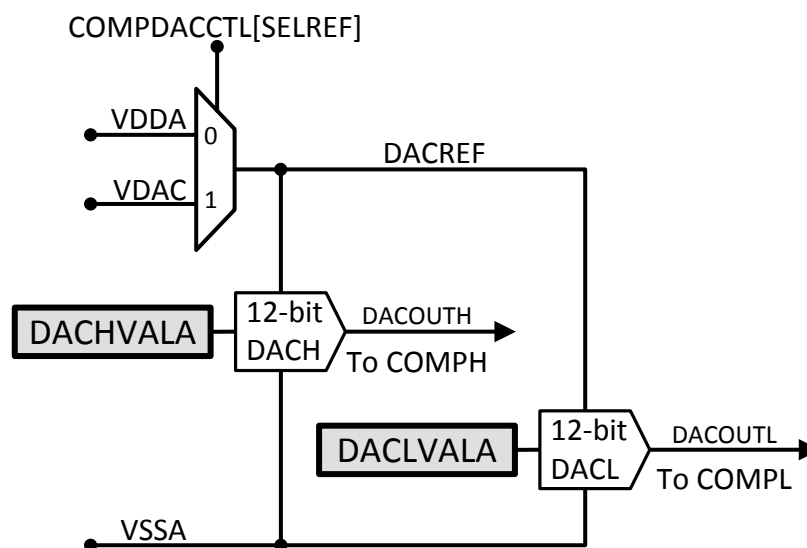 COMPDACCTL[SELREF]
VDDA
0
DACREF
VDAC
1
DACHVALA
12-bit
DACH
DACOUTH
To COMPH
DACLVALA
12-bit
DACL
DACOUTL
To COMPL
VSSA